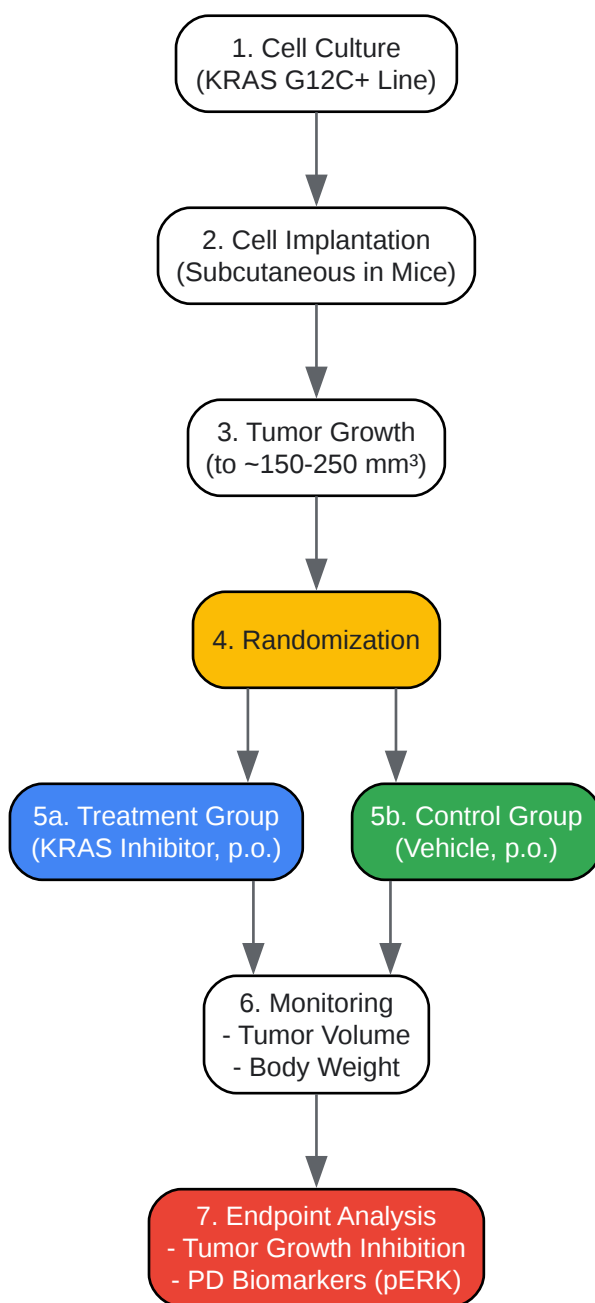 1. Cell Culture
(KRAS G12C+ Line)
2. Cell Implantation
(Subcutaneous in Mice)
3. Tumor Growth
(to ~150-250 mm³)
4. Randomization
5a. Treatment Group
(KRAS Inhibitor, p.o.)
5b. Control Group
(Vehicle, p.o.)
6. Monitoring
- Tumor Volume
- Body Weight
7. Endpoint Analysis
- Tumor Growth Inhibition
- PD Biomarkers (pERK)